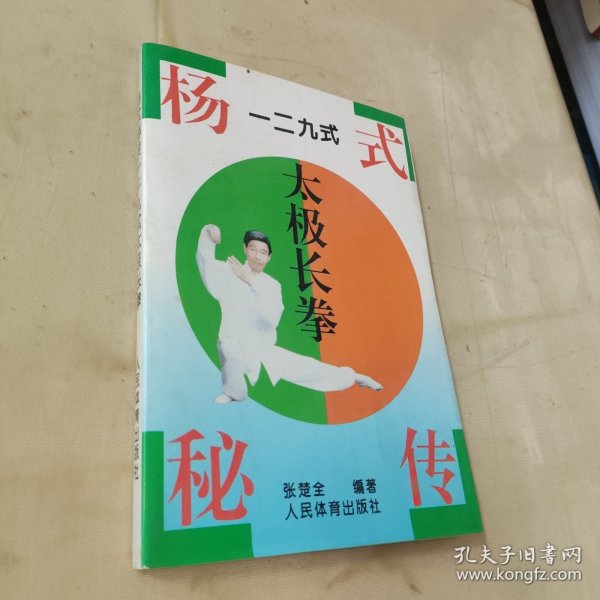 杨式
一二九式
太极长拳
秘传
张楚全 编著
人民体育出版社
孔夫子旧书网
www.kongfz.com